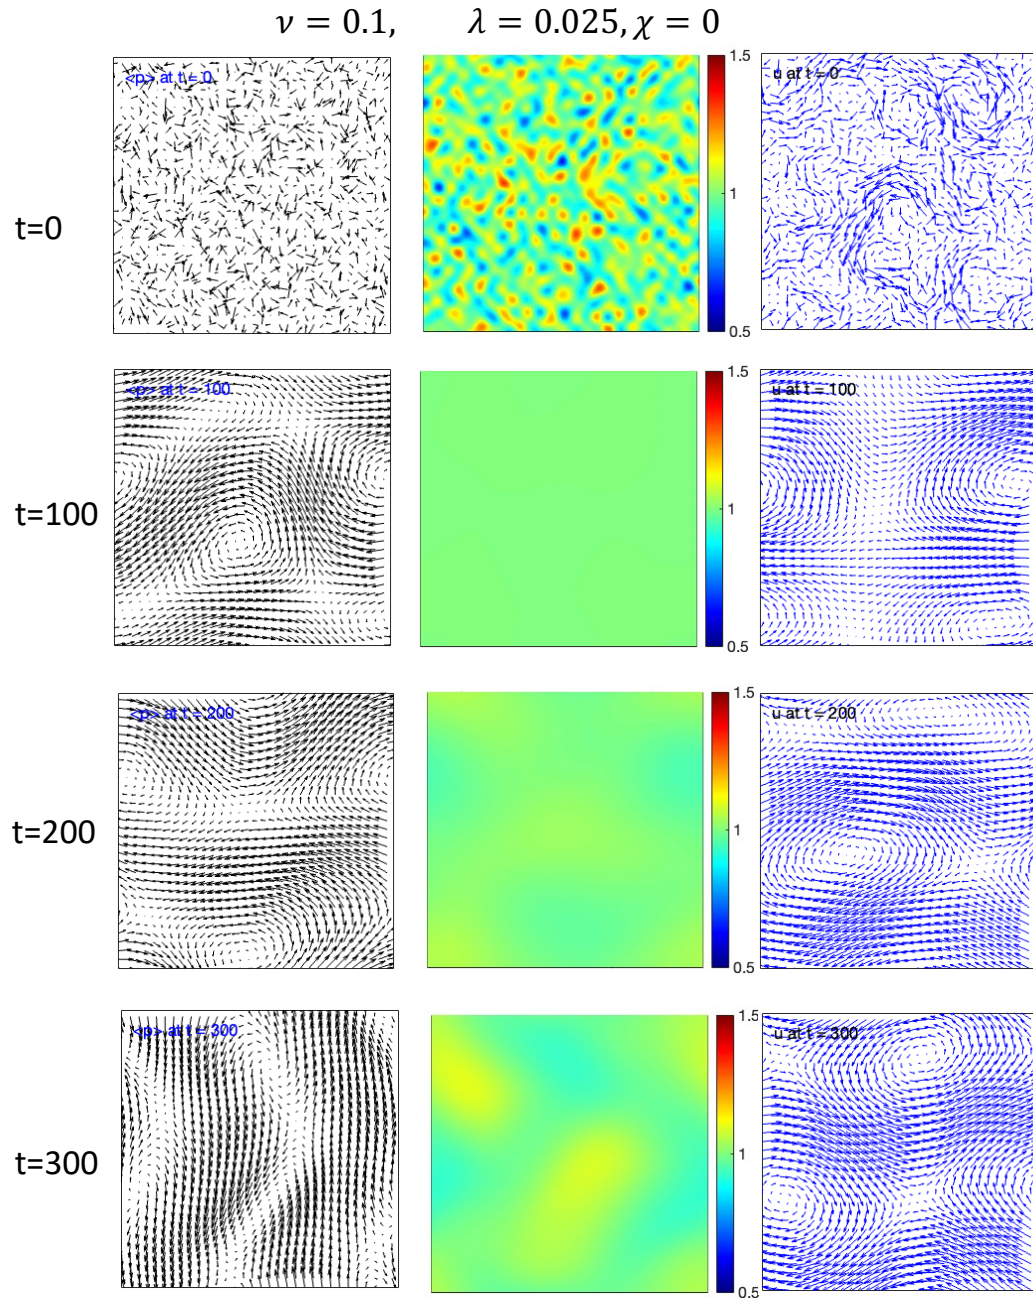 ν = 0.1, λ = 0.025, χ = 0
t=0
<p> at t = 0
1.5
1
0.5
u at t = 0
t=100
<p> at t = 100
1.5
1
0.5
u at t = 100
t=200
<p> at t = 200
1.5
1
0.5
u at t = 200
t=300
<p> at t = 300
1.5
1
0.5
u at t = 300